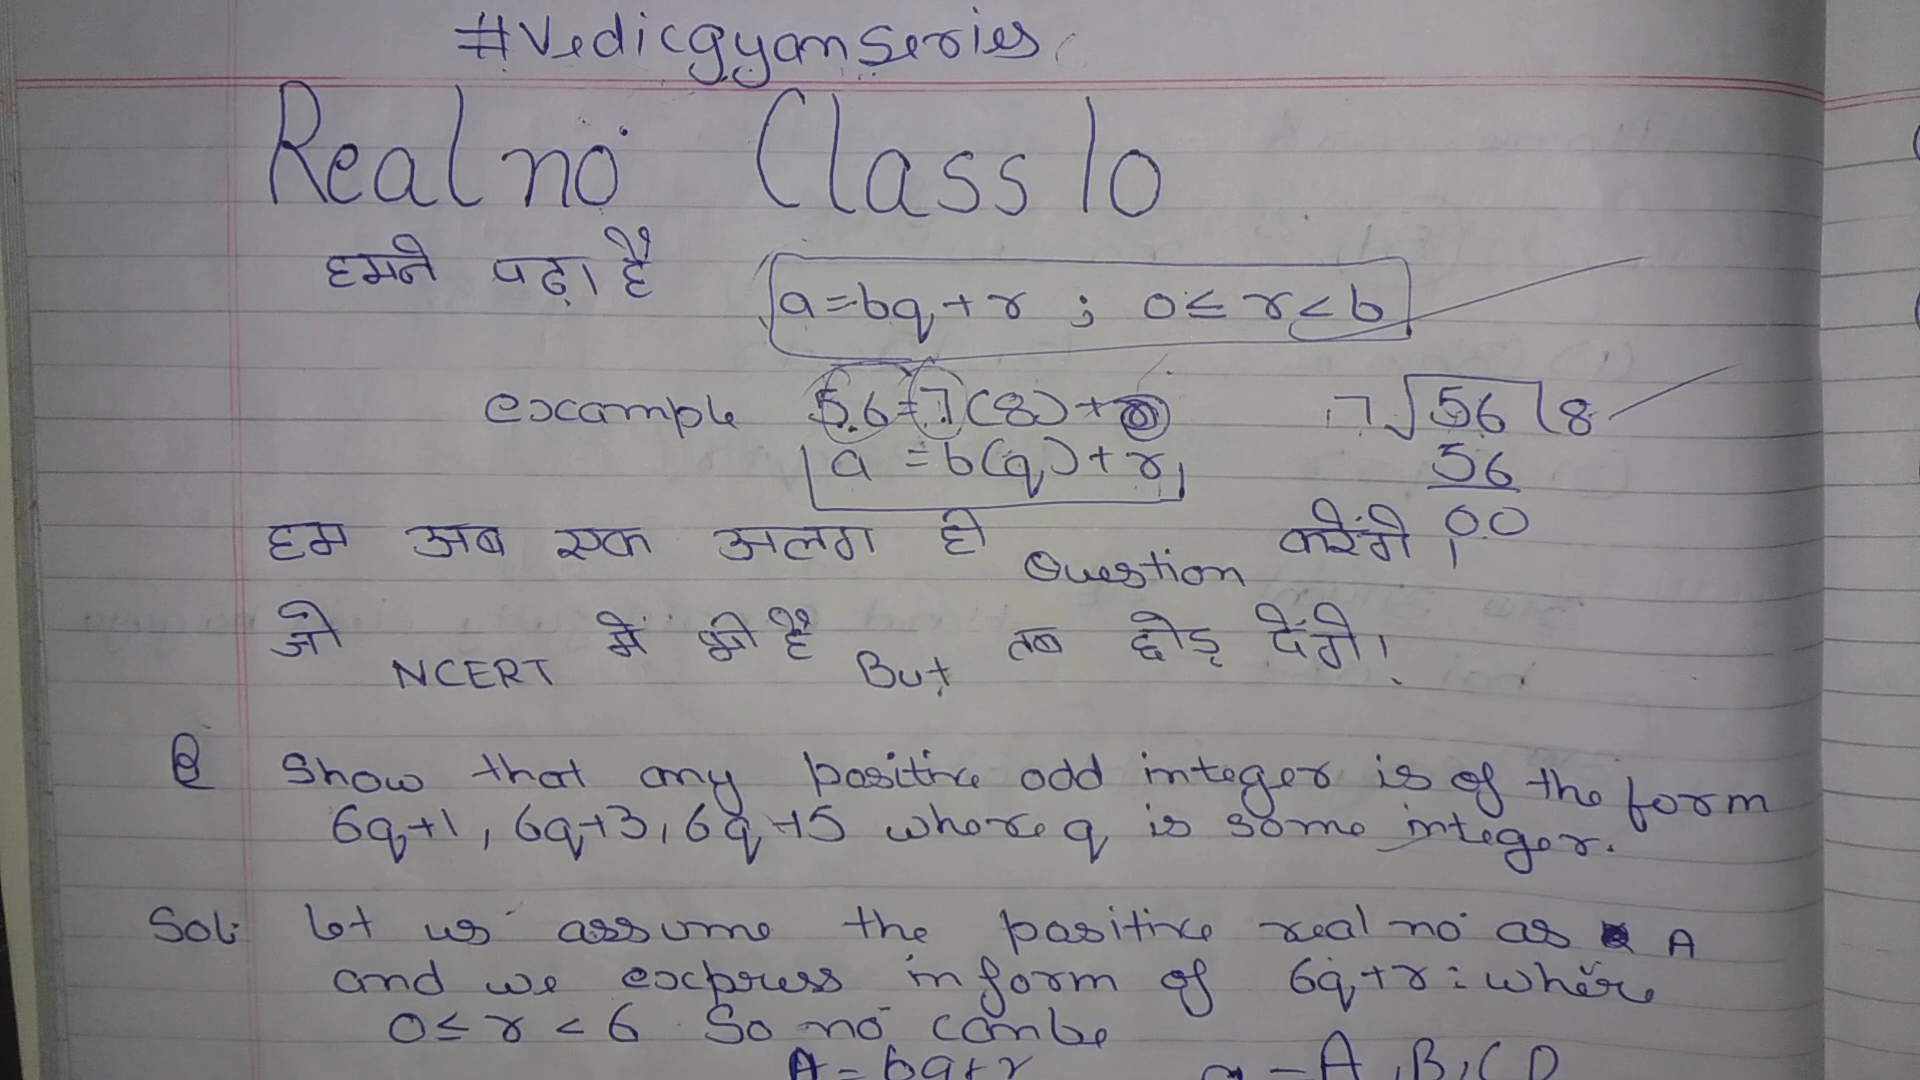 #Vedicgyanseries
Real no Class 10
हमने पढ़ा है a=bq+r ; 0≤r<b
example 56=7(8)+0 7√56(8
a = b(q)+r 56
00
हम अब एक अलग ही Question करेंगे
जो NCERT में भी है But तब छोड़ देंगे।
Q Show that any positive odd integer is of the form
6q+1, 6q+3, 6q+5 where q is some integer.
Sol: let us assume the positive real no as A
and we express in form of 6q+r: where
0≤r<6 So no can be
A = bq+r A, B, C D